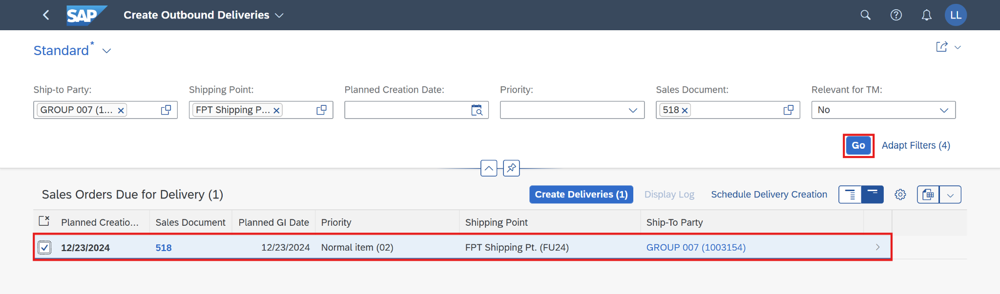 SAP Create Outbound Deliveries LL
Standard*
Ship-to Party: Shipping Point: Planned Creation Date: Priority: Sales Document: Relevant for TM:
GROUP 007 (1... FPT Shipping P... 518 No
Go Adapt Filters (4)
Sales Orders Due for Delivery (1) Create Deliveries (1) Display Log Schedule Delivery Creation
Planned Creatio... Sales Document Planned GI Date Priority Shipping Point Ship-To Party
12/23/2024 518 12/23/2024 Normal item (02) FPT Shipping Pt. (FU24) GROUP 007 (1003154)